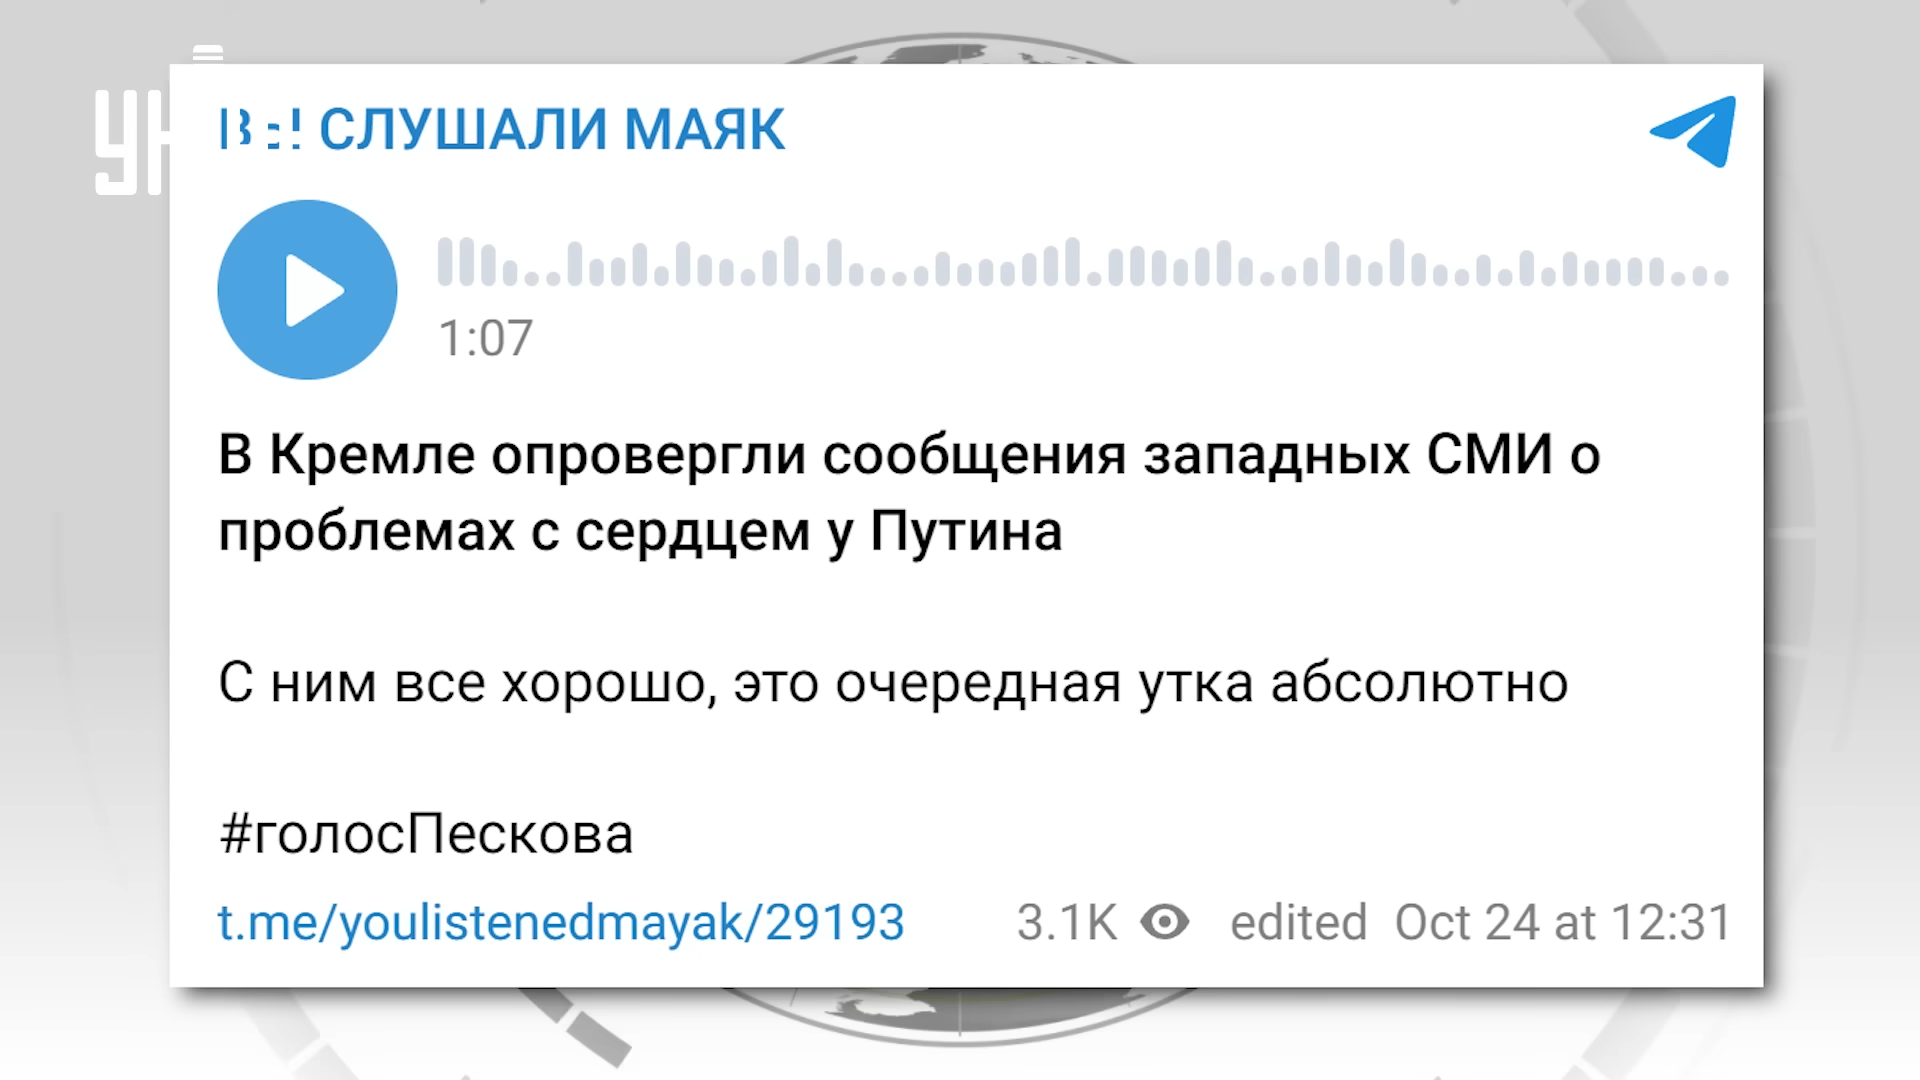 СЛУШАЛИ МАЯК
1:07
В Кремле опровергли сообщения западных СМИ о
проблемах с сердцем у Путина
С ним все хорошо, это очередная утка абсолютно
#голосПескова
t.me/youlistenedmayak/29193 3.1K edited Oct 24 at 12:31